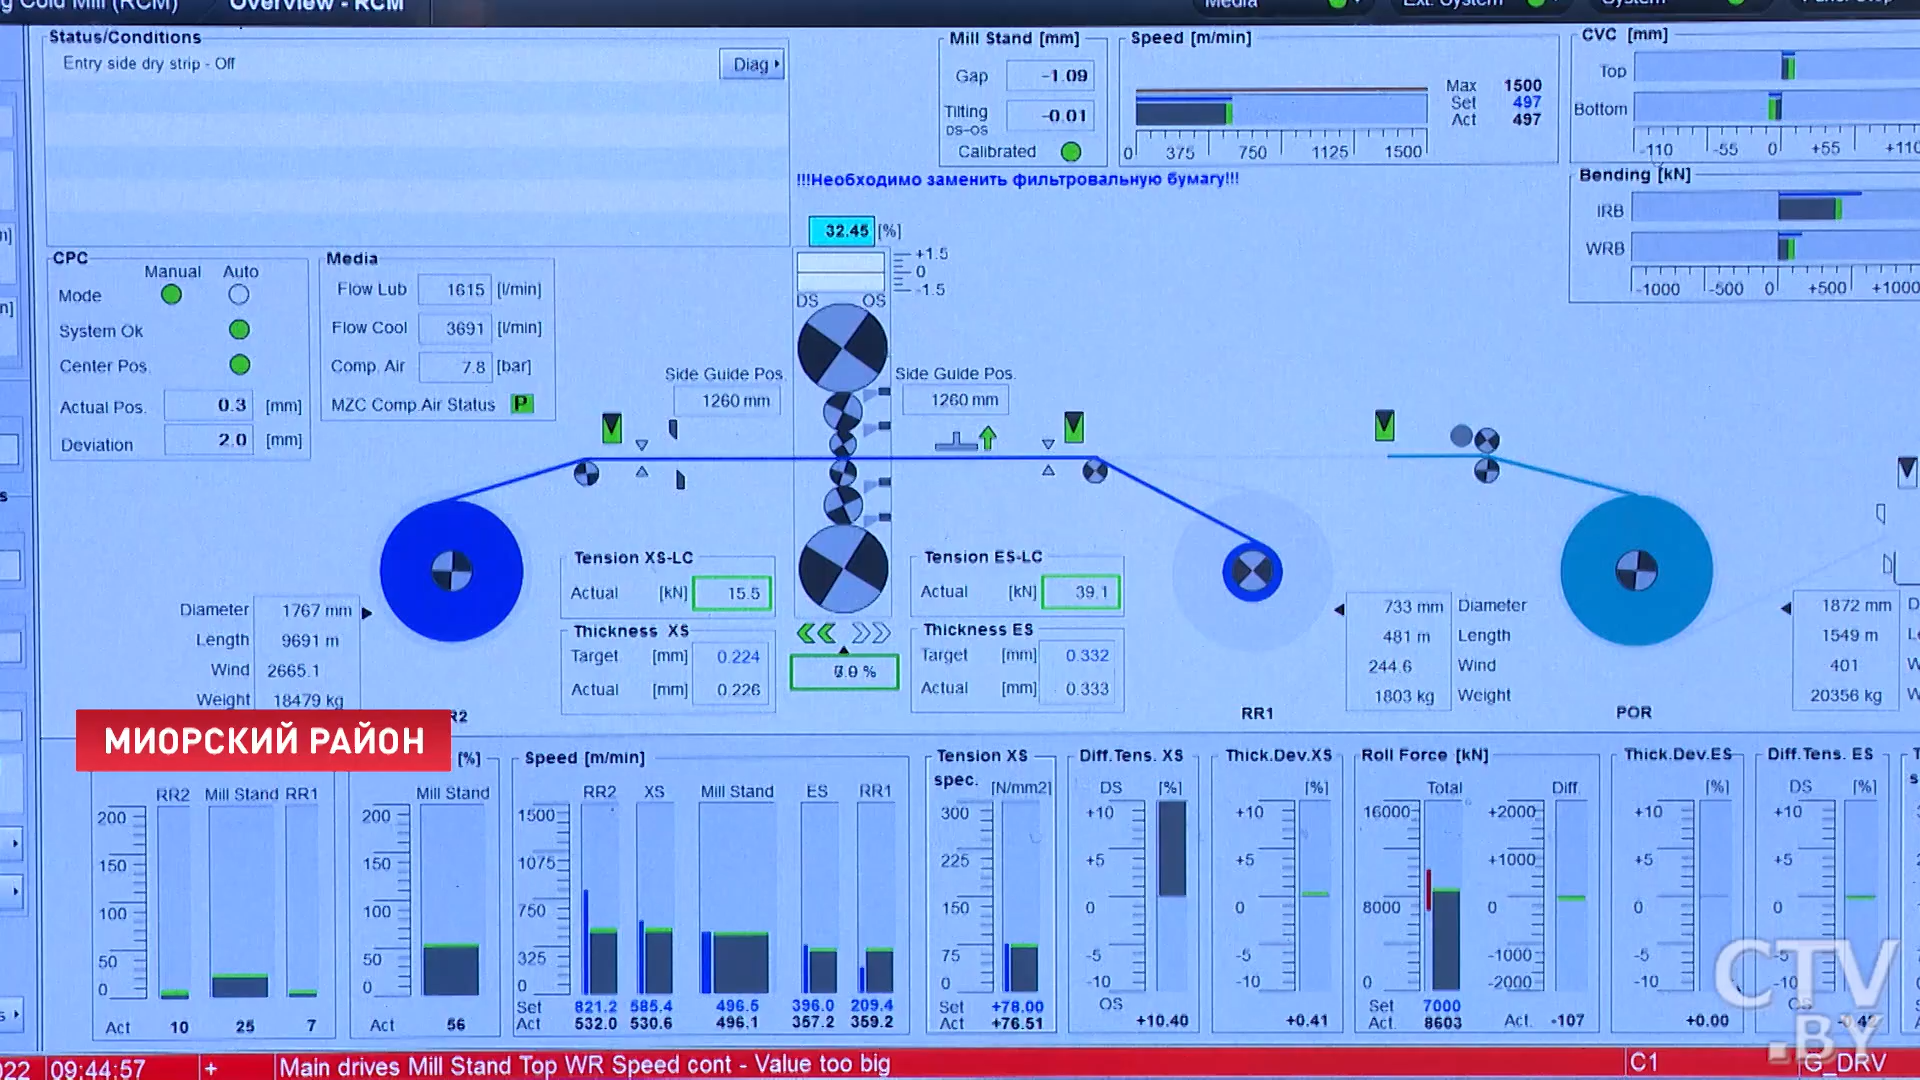 g Cold Mill (RCM) Overview - RCM Media Ext. System System Panel Stop
Status/Conditions
Entry side dry strip - Off
Diag
Mill Stand [mm]
Gap -1.09
Tilting -0.01
DS-OS
Calibrated
Speed [m/min]
Max 1500
Set 497
Act 497
0 375 750 1125 1500
CVC [mm]
Top
Bottom
-110 -55 0 +55 +110
!!!Необходимо заменить фильтровальную бумагу!!!
Bending [kN]
IRB
WRB
-1000 -500 0 +500 +1000
32.45 [%]
+1.5
0
-1.5
DS OS
CPC
Manual Auto
Mode
System Ok
Center Pos.
Actual Pos. 0.3 [mm]
Deviation 2.0 [mm]
Media
Flow Lub 1615 [l/min]
Flow Cool 3691 [l/min]
Comp. Air 7.8 [bar]
MZC Comp.Air Status P
Side Guide Pos.
1260 mm
Side Guide Pos.
1260 mm
Diameter 1767 mm
Length 9691 m
Wind 2665.1
Weight 18479 kg
R2
Tension XS-LC
Actual [kN] 15.5
Thickness XS
Target [mm] 0.224
Actual [mm] 0.226
%
Tension ES-LC
Actual [kN] 39.1
Thickness ES
Target [mm] 0.332
Actual [mm] 0.333
RR1
733 mm Diameter
481 m Length
244.6 Wind
1803 kg Weight
POR
1872 mm
1549 m
401
20356 kg
МИОРСКИЙ РАЙОН
RR2 Mill Stand RR1
200
150
100
50
0
Act 10 25 7
[%]
Mill Stand
200
150
100
50
0
Act 56
Speed [m/min]
RR2 XS Mill Stand ES RR1
1500
1075
750
325
0
Set 821.2 585.4 496.5 396.0 209.4
Act 532.0 530.6 496.1 357.2 359.2
Tension XS
spec. [N/mm2]
300
225
150
75
0
Set +78.00
Act +76.51
Diff.Tens. XS
DS [%]
+10
+5
0
-5
-10
OS
+10.40
Thick.Dev.XS
[%]
+10
+5
0
-5
-10
+0.41
Roll Force [kN]
Total Diff.
16000 +2000
+1000
8000 0
-1000
0 -2000
Set 7000
Act. 8603 Act. -107
Thick.Dev.ES
[%]
+10
+5
0
-5
-10
+0.00
Diff.Tens. ES
DS [%]
+10
+5
0
-5
-10
OS
CTV
.BY
022 09:44:57 + Main drives Mill Stand Top WR Speed cont - Value too big C1 G_DRV